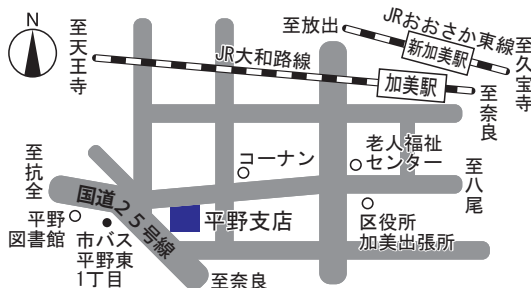 N
至天王寺
JR大和路線
至放出
JRおおさか東線
新加美駅
至久宝寺
加美駅
至奈良
老人福祉
センター
コーナン
至八尾
至抗全
国道25号線
平野支店
区役所
加美出張所
平野
図書館
市バス
平野東
1丁目
至奈良